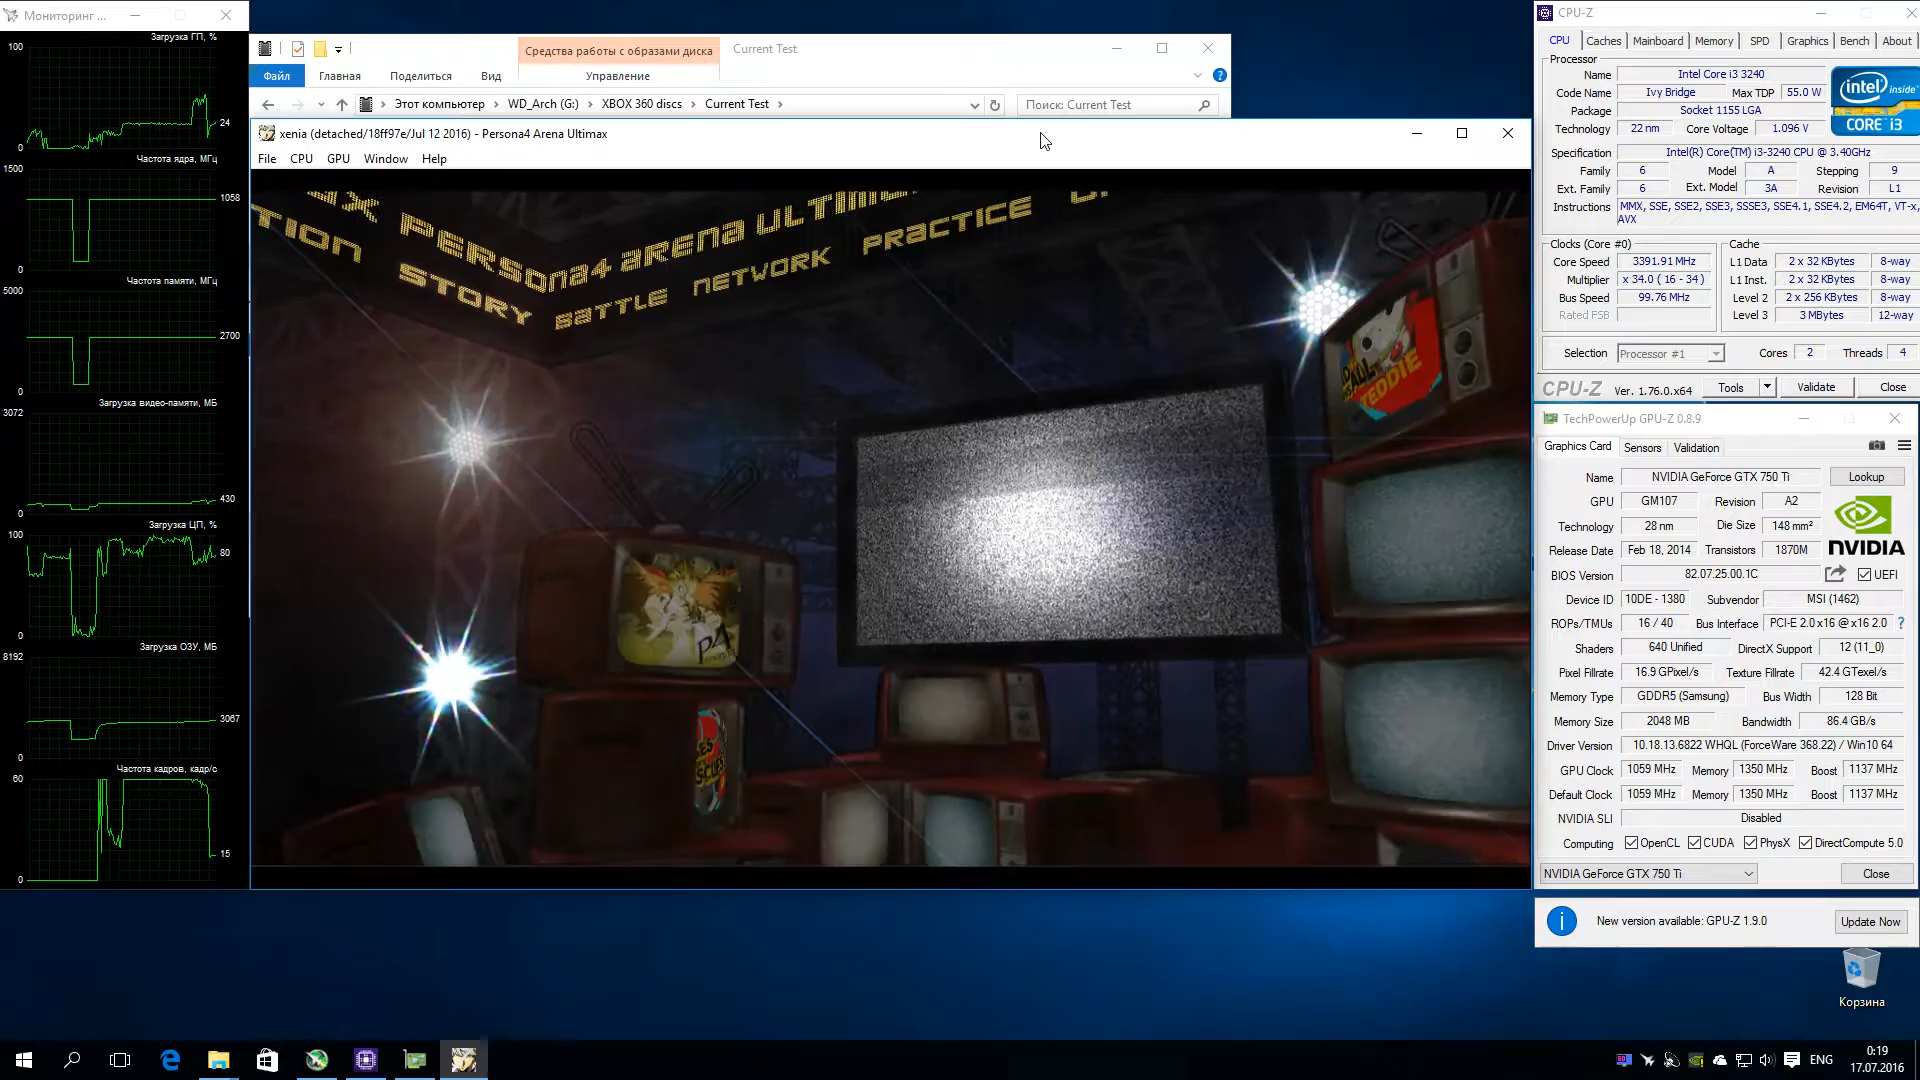 Мониторинг ...
Загрузка ГП, %
100
24
0
Частота ядра, МГц
1500
1058
0
Частота памяти, МГц
5000
2700
0
Загрузка видео-памяти, МБ
3072
430
0
Загрузка ЦП, %
100
80
0
Загрузка ОЗУ, МБ
8192
3087
0
Частота кадров, кадр/с
60
15
0
Средства работы с образами диска
Current Test
Файл
Главная
Поделиться
Вид
Управление
Этот компьютер
WD_Arch (G:)
XBOX 360 discs
Current Test
Поиск: Current Test
xenia (detached/18ff97e/Jul 12 2016) - Persona4 Arena Ultimax
File CPU GPU Window Help
PERSONA4 ARENA ULTIM
TION STORY BATTLE NETWORK PRACTICE
TEDDIE
P4
CPU-Z
CPU Caches Mainboard Memory SPD Graphics Bench About
Processor
Name Intel Core i3 3240
Code Name Ivy Bridge Max TDP 55.0 W
Package Socket 1155 LGA
Technology 22 nm Core Voltage 1.096 V
intel inside
CORE i3
Specification Intel(R) Core(TM) i3-3240 CPU @ 3.40GHz
Family 6 Model A Stepping 9
Ext. Family 6 Ext. Model 3A Revision L1
Instructions MMX, SSE, SSE2, SSE3, SSSE3, SSE4.1, SSE4.2, EM64T, VT-x,
AVX
Clocks (Core #0)
Core Speed 3391.91 MHz
Multiplier x 34.0 ( 16 - 34 )
Bus Speed 99.76 MHz
Rated FSB
Cache
L1 Data 2 x 32 KBytes 8-way
L1 Inst. 2 x 32 KBytes 8-way
Level 2 2 x 256 KBytes 8-way
Level 3 3 MBytes 12-way
Selection Processor #1 Cores 2 Threads 4
CPU-Z Ver. 1.76.0.x64 Tools Validate Close
TechPowerUp GPU-Z 0.8.9
Graphics Card Sensors Validation
Name NVIDIA GeForce GTX 750 Ti Lookup
GPU GM107 Revision A2
Technology 28 nm Die Size 148 mm²
Release Date Feb 18, 2014 Transistors 1870M
NVIDIA
BIOS Version 82.07.25.00.1C UEFI
Device ID 10DE - 1380 Subvendor MSI (1462)
ROPs/TMUs 16 / 40 Bus Interface PCI-E 2.0 x16 @ x16 2.0 ?
Shaders 640 Unified DirectX Support 12 (11_0)
Pixel Fillrate 16.9 GPixel/s Texture Fillrate 42.4 GTexel/s
Memory Type GDDR5 (Samsung) Bus Width 128 Bit
Memory Size 2048 MB Bandwidth 86.4 GB/s
Driver Version 10.18.13.6822 WHQL (ForceWare 368.22) / Win10 64
GPU Clock 1059 MHz Memory 1350 MHz Boost 1137 MHz
Default Clock 1059 MHz Memory 1350 MHz Boost 1137 MHz
NVIDIA SLI Disabled
Computing OpenCL CUDA PhysX DirectCompute 5.0
NVIDIA GeForce GTX 750 Ti Close
New version available: GPU-Z 1.9.0 Update Now
Корзина
ENG
0:19
17.07.2016